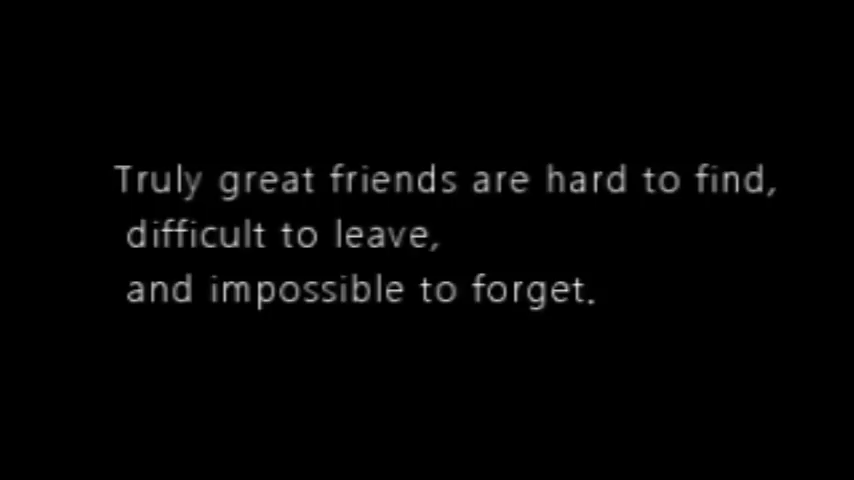 Truly great friends are hard to find,
difficult to leave,
and impossible to forget.